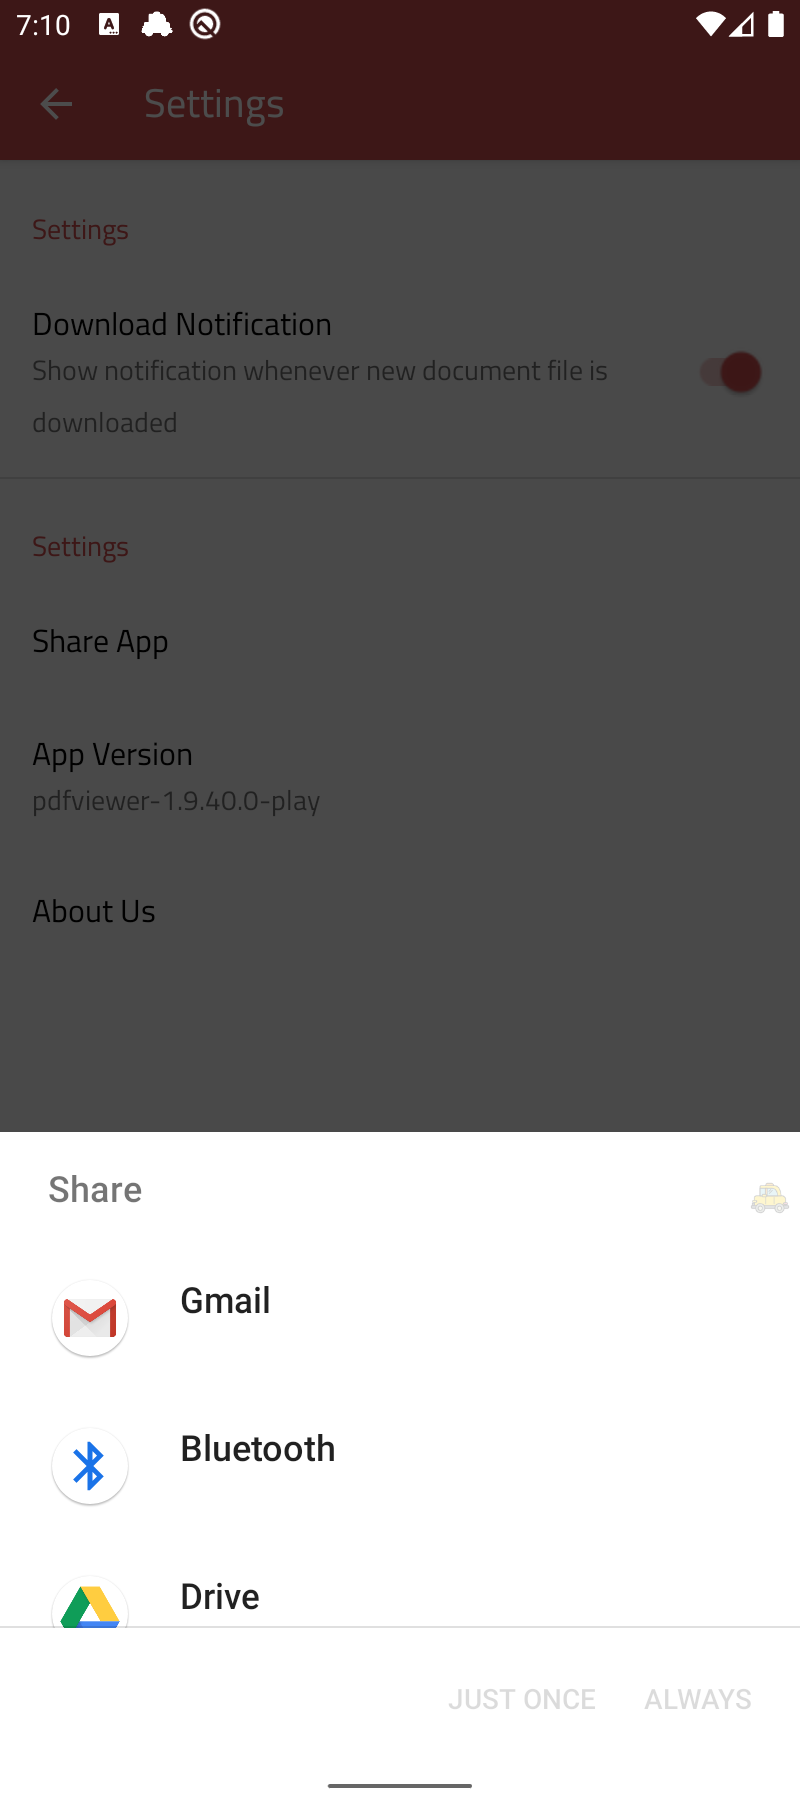 7:10
Settings
Settings
Download Notification
Show notification whenever new document file is
downloaded
Settings
Share App
App Version
pdfviewer-1.9.40.0-play
About Us
Share
Gmail
Bluetooth
Drive
JUST ONCE ALWAYS